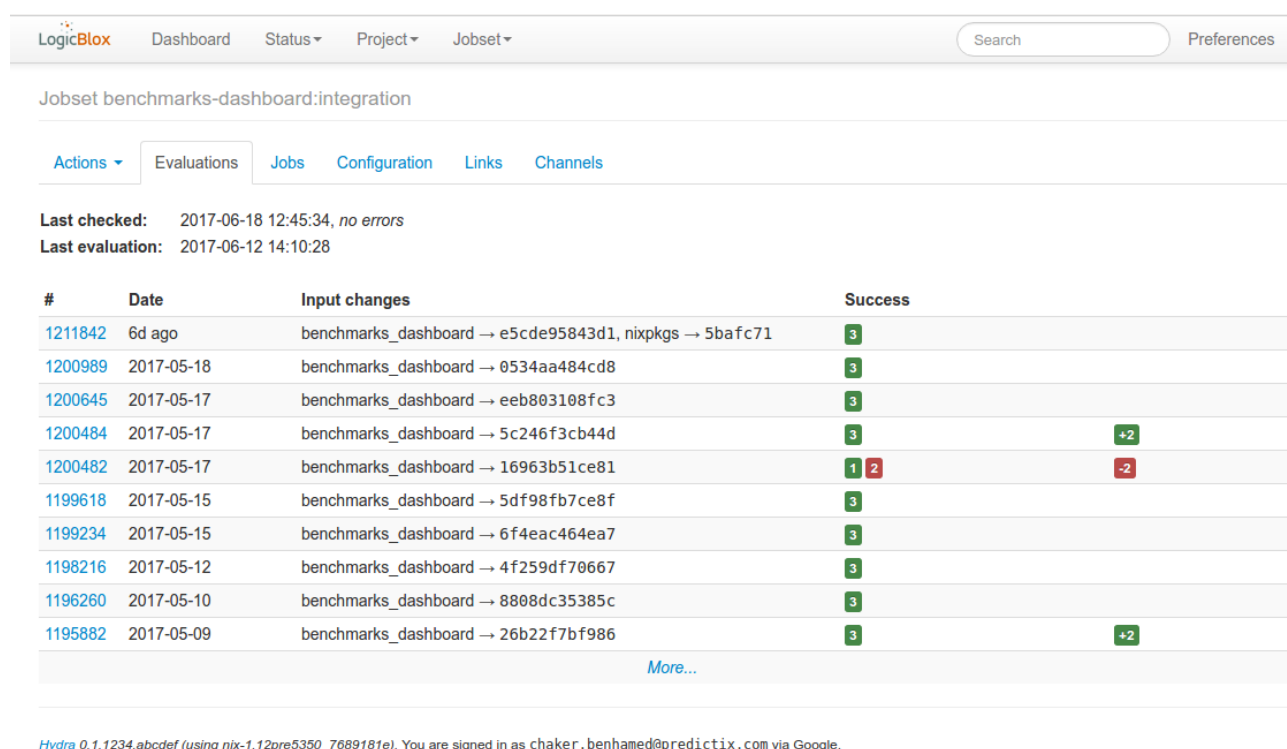 LogicBlox Dashboard Status Project Jobset Search Preferences
Jobset benchmarks-dashboard:integration
Actions Evaluations Jobs Configuration Links Channels
Last checked: 2017-06-18 12:45:34, no errors
Last evaluation: 2017-06-12 14:10:28
# Date Input changes Success
1211842 6d ago benchmarks_dashboard → e5cde95843d1, nixpkgs → 5bafc71 3
1200989 2017-05-18 benchmarks_dashboard → 0534aa484cd8 3
1200645 2017-05-17 benchmarks_dashboard → eeb803108fc3 3
1200484 2017-05-17 benchmarks_dashboard → 5c246f3cb44d 3 +2
1200482 2017-05-17 benchmarks_dashboard → 16963b51ce81 1 2 -2
1199618 2017-05-15 benchmarks_dashboard → 5df98fb7ce8f 3
1199234 2017-05-15 benchmarks_dashboard → 6f4eac464ea7 3
1198216 2017-05-12 benchmarks_dashboard → 4f259df70667 3
1196260 2017-05-10 benchmarks_dashboard → 8808dc35385c 3
1195882 2017-05-09 benchmarks_dashboard → 26b22f7bf986 3 +2
More...
Hydra 0.1.1234.abcdef (using nix-1.12pre5350_7689181e). You are signed in as chaker.benhamed@predictix.com via Google.